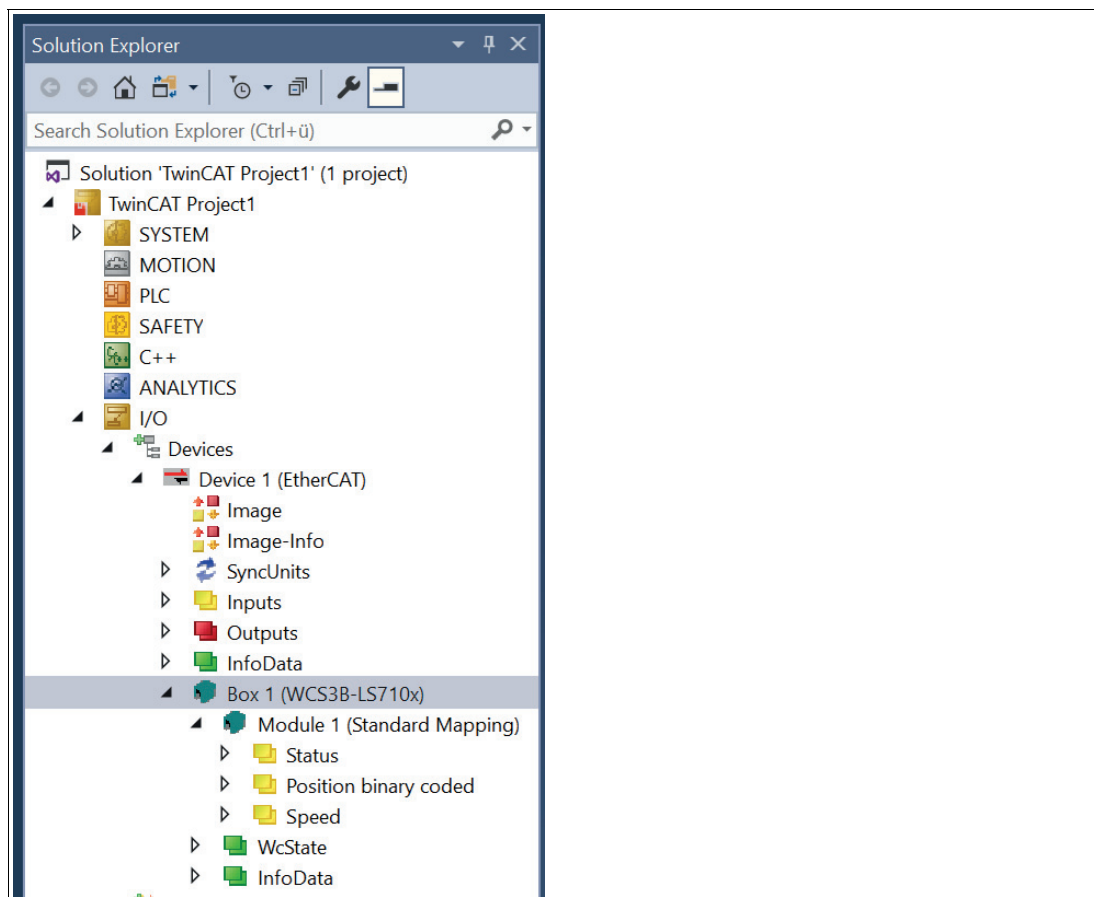 Solution Explorer
Search Solution Explorer (Ctrl+ü)
Solution 'TwinCAT Project1' (1 project)
TwinCAT Project1
SYSTEM
MOTION
PLC
SAFETY
C++
ANALYTICS
I/O
Devices
Device 1 (EtherCAT)
Image
Image-Info
SyncUnits
Inputs
Outputs
InfoData
Box 1 (WCS3B-LS710x)
Module 1 (Standard Mapping)
Status
Position binary coded
Speed
WcState
InfoData